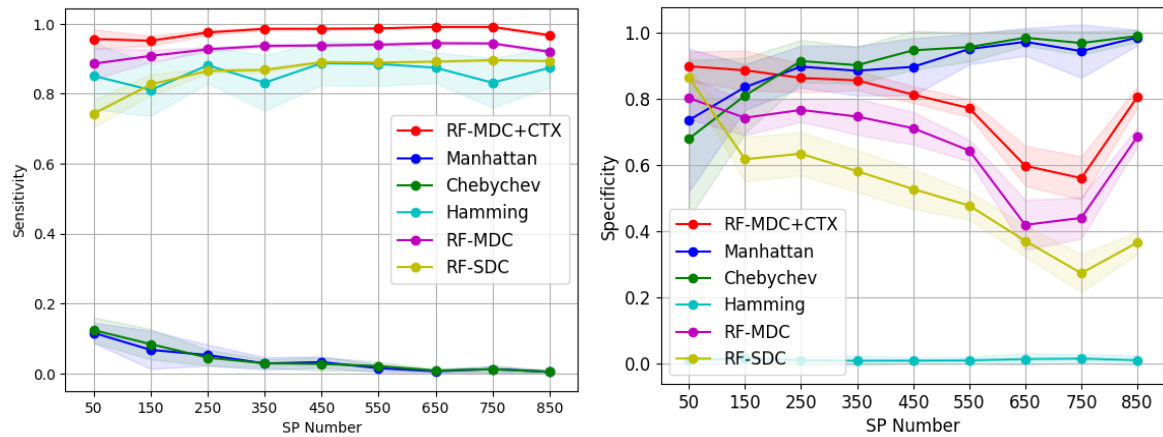 1.0
0.8
0.6
0.4
0.2
0.0
Sensitivity
RF-MDC+CTX
Manhattan
Chebychev
Hamming
RF-MDC
RF-SDC
50 150 250 350 450 550 650 750 850
SP Number
1.0
0.8
0.6
0.4
0.2
0.0
Specificity
RF-MDC+CTX
Manhattan
Chebychev
Hamming
RF-MDC
RF-SDC
50 150 250 350 450 550 650 750 850
SP Number